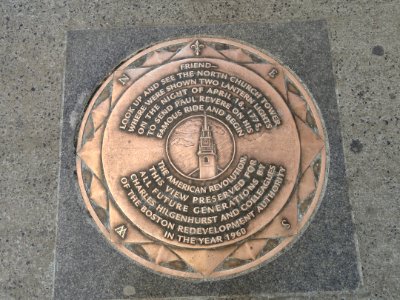 FRIEND—
LOOK UP AND SEE THE NORTH CHURCH TOWER
WHERE WERE SHOWN TWO LANTERN LIGHTS
ON THE NIGHT OF APRIL 18, 1775,
TO SEND PAUL REVERE ON HIS
FAMOUS RIDE AND BEGIN
THE AMERICAN REVOLUTION:
THIS VIEW PRESERVED FOR
ALL FUTURE GENERATIONS BY
CHARLES HILGENHURST AND COLLEAGUES
OF THE BOSTON REDEVELOPMENT AUTHORITY
IN THE YEAR
N
E
W
S